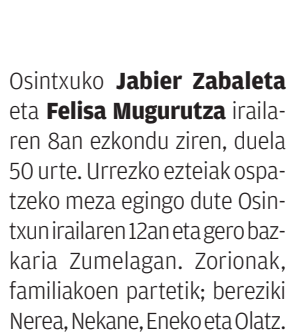 Osintxuko Jabier Zabaleta
eta Felisa Mugurutza iraila-
ren 8an ezkondu ziren, duela
50 urte. Urrezko ezteiak ospa-
tzeko meza egingo dute Osin-
txun irailaren 12an eta gero baz-
karia Zumelagan. Zorionak,
familiakoen partetik; bereziki
Nerea, Nekane, Eneko eta Olatz.